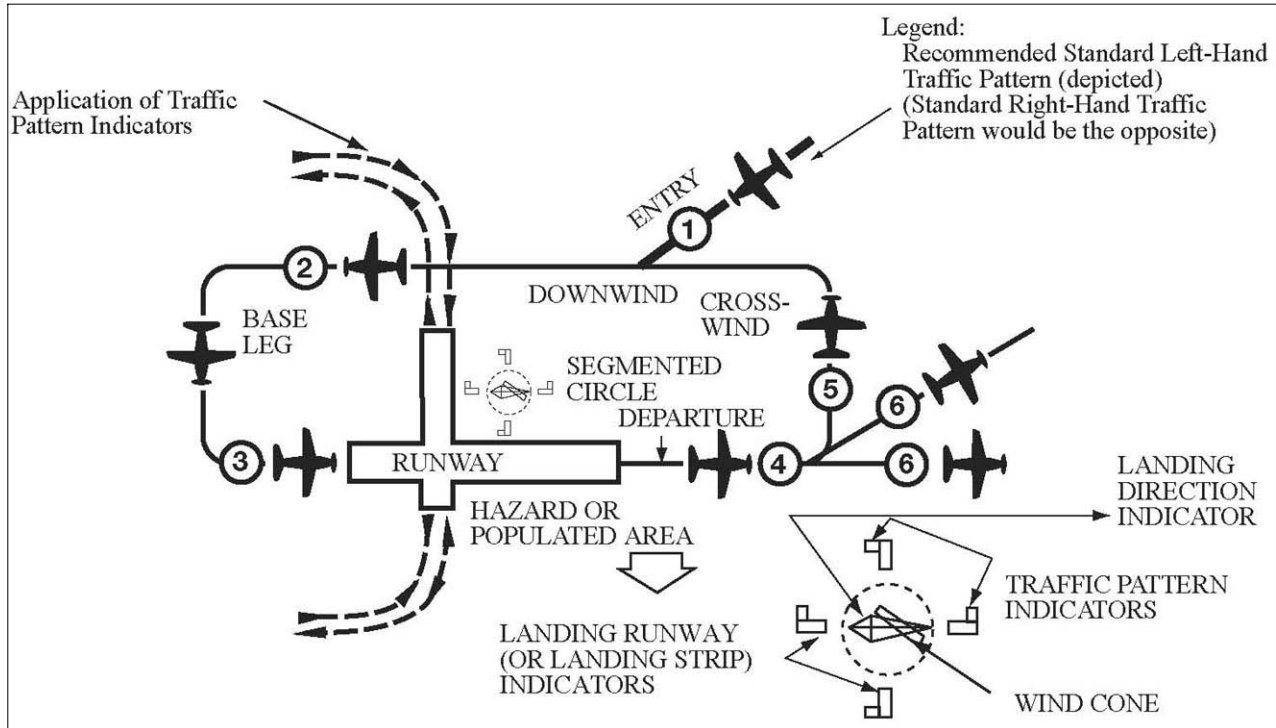 Legend:
Recommended Standard Left-Hand
Traffic Pattern (depicted)
(Standard Right-Hand Traffic
Pattern would be the opposite)
Application of Traffic
Pattern Indicators
ENTRY
1
2
DOWNWIND
CROSS-
WIND
BASE
LEG
SEGMENTED
CIRCLE
5
6
DEPARTURE
3
RUNWAY
4
6
HAZARD OR
POPULATED AREA
LANDING
DIRECTION
INDICATOR
TRAFFIC PATTERN
INDICATORS
LANDING RUNWAY
(OR LANDING STRIP)
INDICATORS
WIND CONE